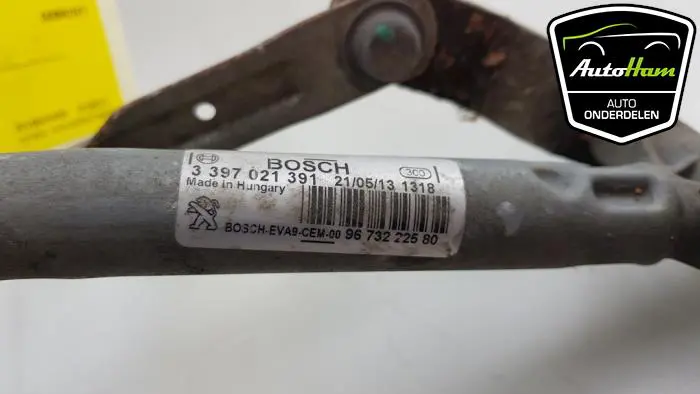 AutoHam
AUTO
ONDERDELEN
BOSCH
300
3 397 021 391 21/05/13 1318
Made in Hungary
BOSCH-EVA9-CEM-00 96 732 225 80